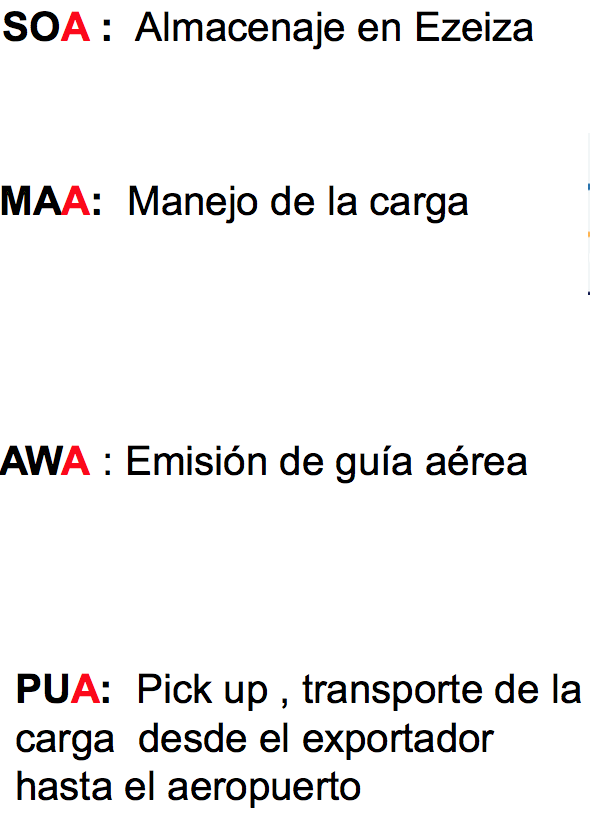 SOA :  Almacenaje en Ezeiza
MAA:  Manejo de la carga
AWA : Emisión de guía aérea
PUA:  Pick up , transporte de la
carga  desde el exportador
hasta el aeropuerto